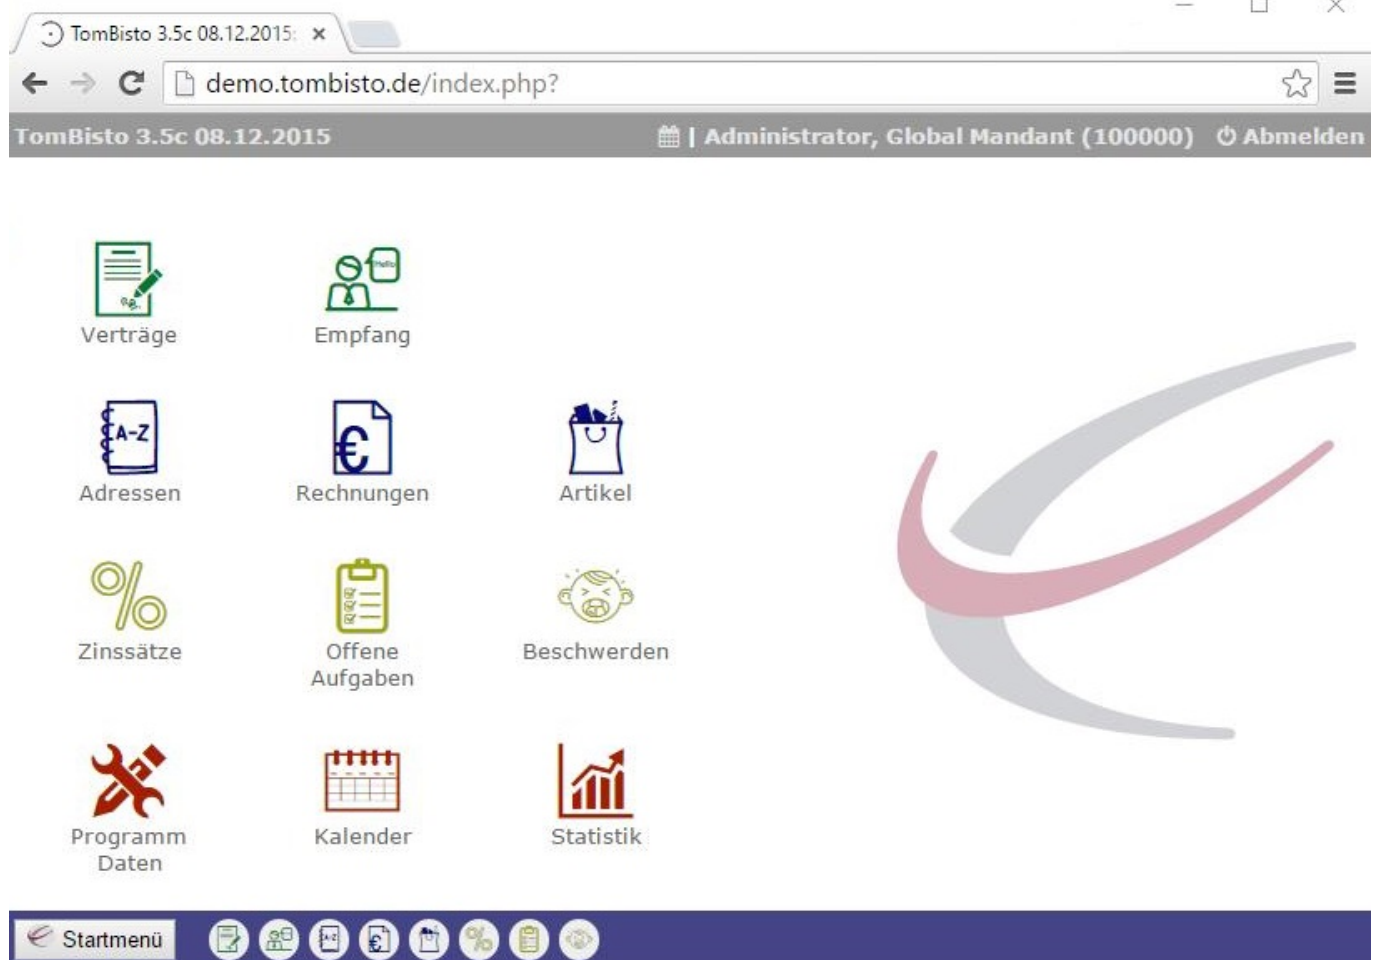 TomBisto 3.5c 08.12.2015:
demo.tombisto.de/index.php?
TomBisto 3.5c 08.12.2015 | Administrator, Global Mandant (100000) Abmelden
Hello
Verträge Empfang
A-Z €
Adressen Rechnungen Artikel
%
Zinssätze Offene Aufgaben Beschwerden
Programm Daten Kalender Statistik
Startmenü A-Z € %